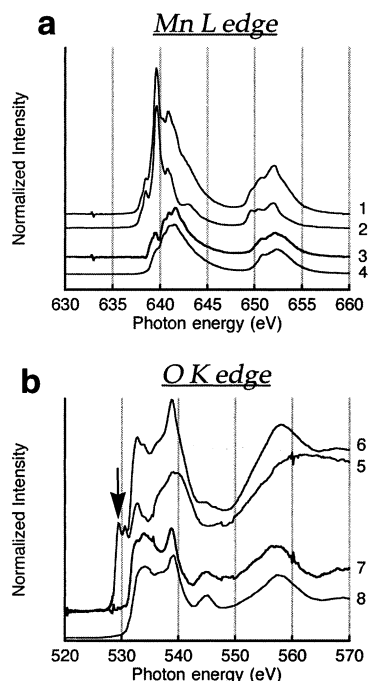 a Mn L edge
Normalized Intensity
1
2
3
4
630 635 640 645 650 655 660
Photon energy (eV)
b O K edge
Normalized Intensity
6
5
7
8
520 530 540 550 560 570
Photon energy (eV)